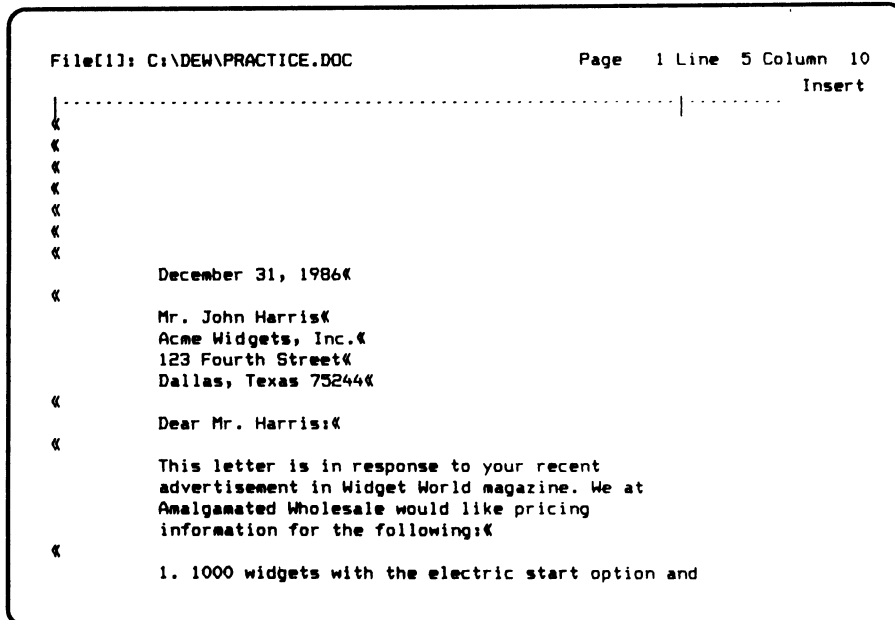 File[1]: C:\DEW\PRACTICE.DOC Page 1 Line 5 Column 10
Insert
«
«
«
«
«
«
«
December 31, 1986«
«
Mr. John Harris«
Acme Widgets, Inc.«
123 Fourth Street«
Dallas, Texas 75244«
«
Dear Mr. Harris:«
«
This letter is in response to your recent
advertisement in Widget World magazine. We at
Amalgamated Wholesale would like pricing
information for the following:«
«
1. 1000 widgets with the electric start option and